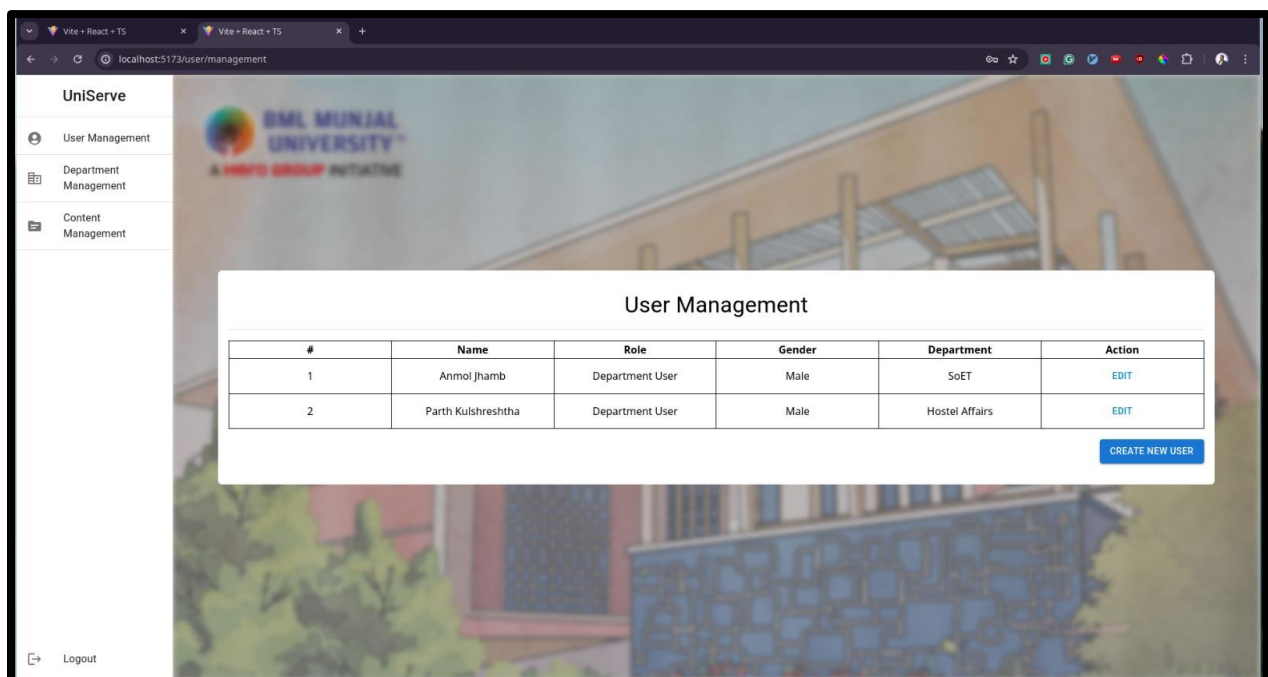 Vite + React + TS
Vite + React + TS
localhost:5173/user/management
UniServe
User Management
Department
Management
Content
Management
Logout
BML MUNJAL
UNIVERSITY™
A HERO GROUP INITIATIVE
User Management
# Name Role Gender Department Action
1 Anmol Jhamb Department User Male SoET EDIT
2 Parth Kulshreshtha Department User Male Hostel Affairs EDIT
CREATE NEW USER